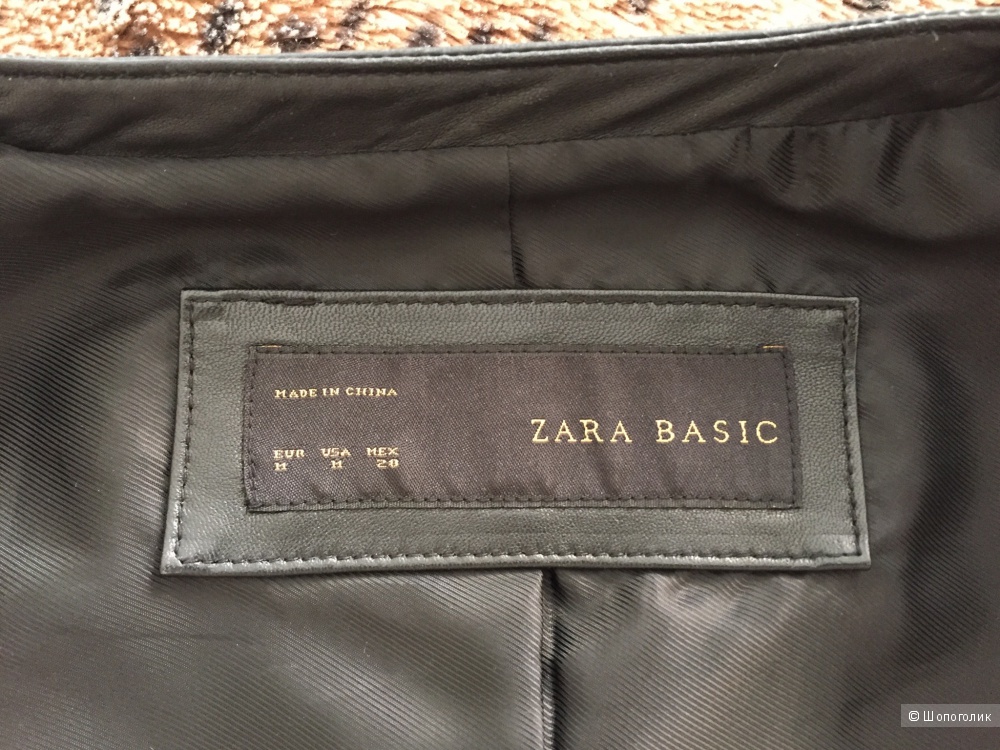 MADE IN CHINA
ZARA BASIC
EUR USA MEX
M M 28
© Шопоголик